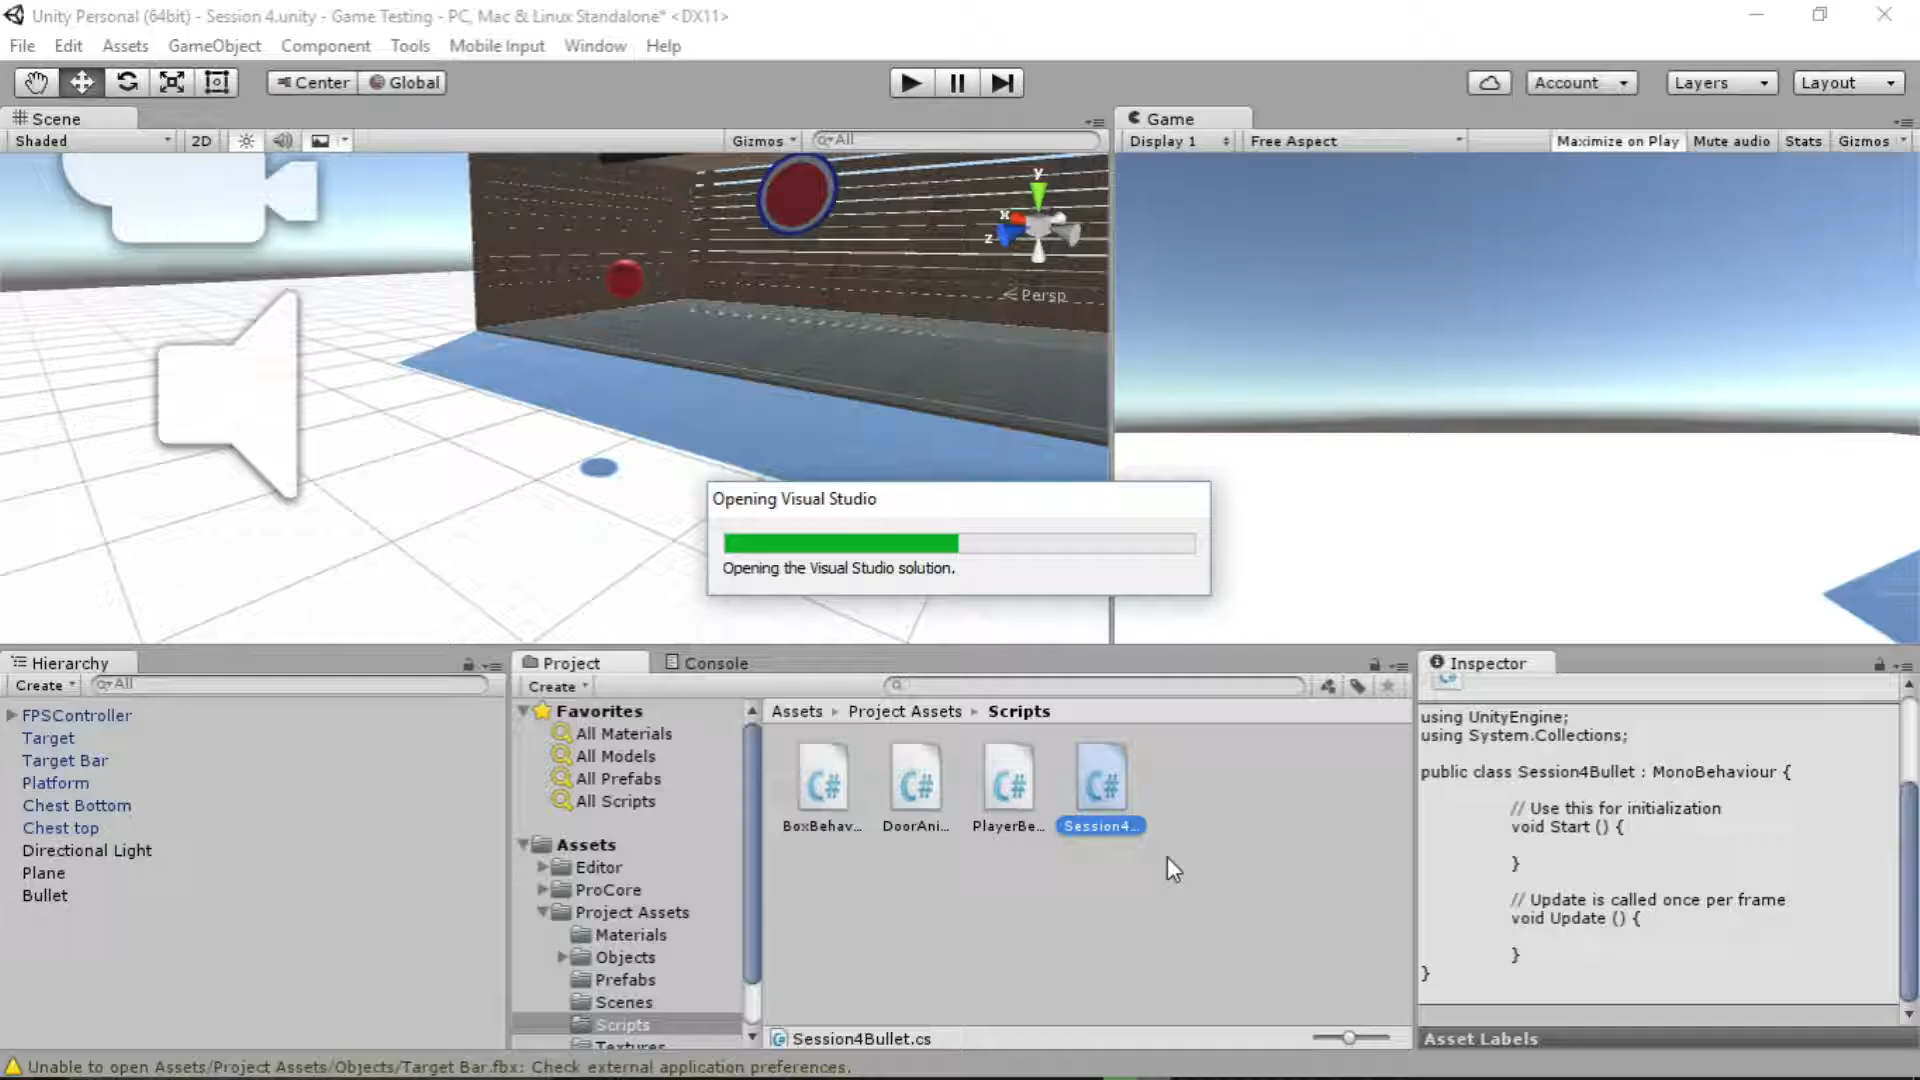 Unity Personal (64bit) - Session 4.unity - Game Testing - PC, Mac & Linux Standalone* <DX11>
File Edit Assets GameObject Component Tools Mobile Input Window Help
Center Global Account Layers Layout
Scene
Shaded 2D Gizmos All
Game
Display 1 Free Aspect Maximize on Play Mute audio Stats Gizmos
y
x
z
Persp
Opening Visual Studio
Opening the Visual Studio solution.
Hierarchy
Create All
FPSController
Target
Target Bar
Platform
Chest Bottom
Chest top
Directional Light
Plane
Bullet
Project Console
Create
Favorites
All Materials
All Models
All Prefabs
All Scripts
Assets
Editor
ProCore
Project Assets
Materials
Objects
Prefabs
Scenes
Scripts
Textures
Assets Project Assets Scripts
C# C# C# C#
BoxBehav... DoorAni... PlayerBe... Session4...
Session4Bullet.cs
Inspector
using UnityEngine;
using System.Collections;
public class Session4Bullet : MonoBehaviour {
// Use this for initialization
void Start () {
}
// Update is called once per frame
void Update () {
}
}
Asset Labels
Unable to open Assets/Project Assets/Objects/Target Bar.fbx: Check external application preferences.